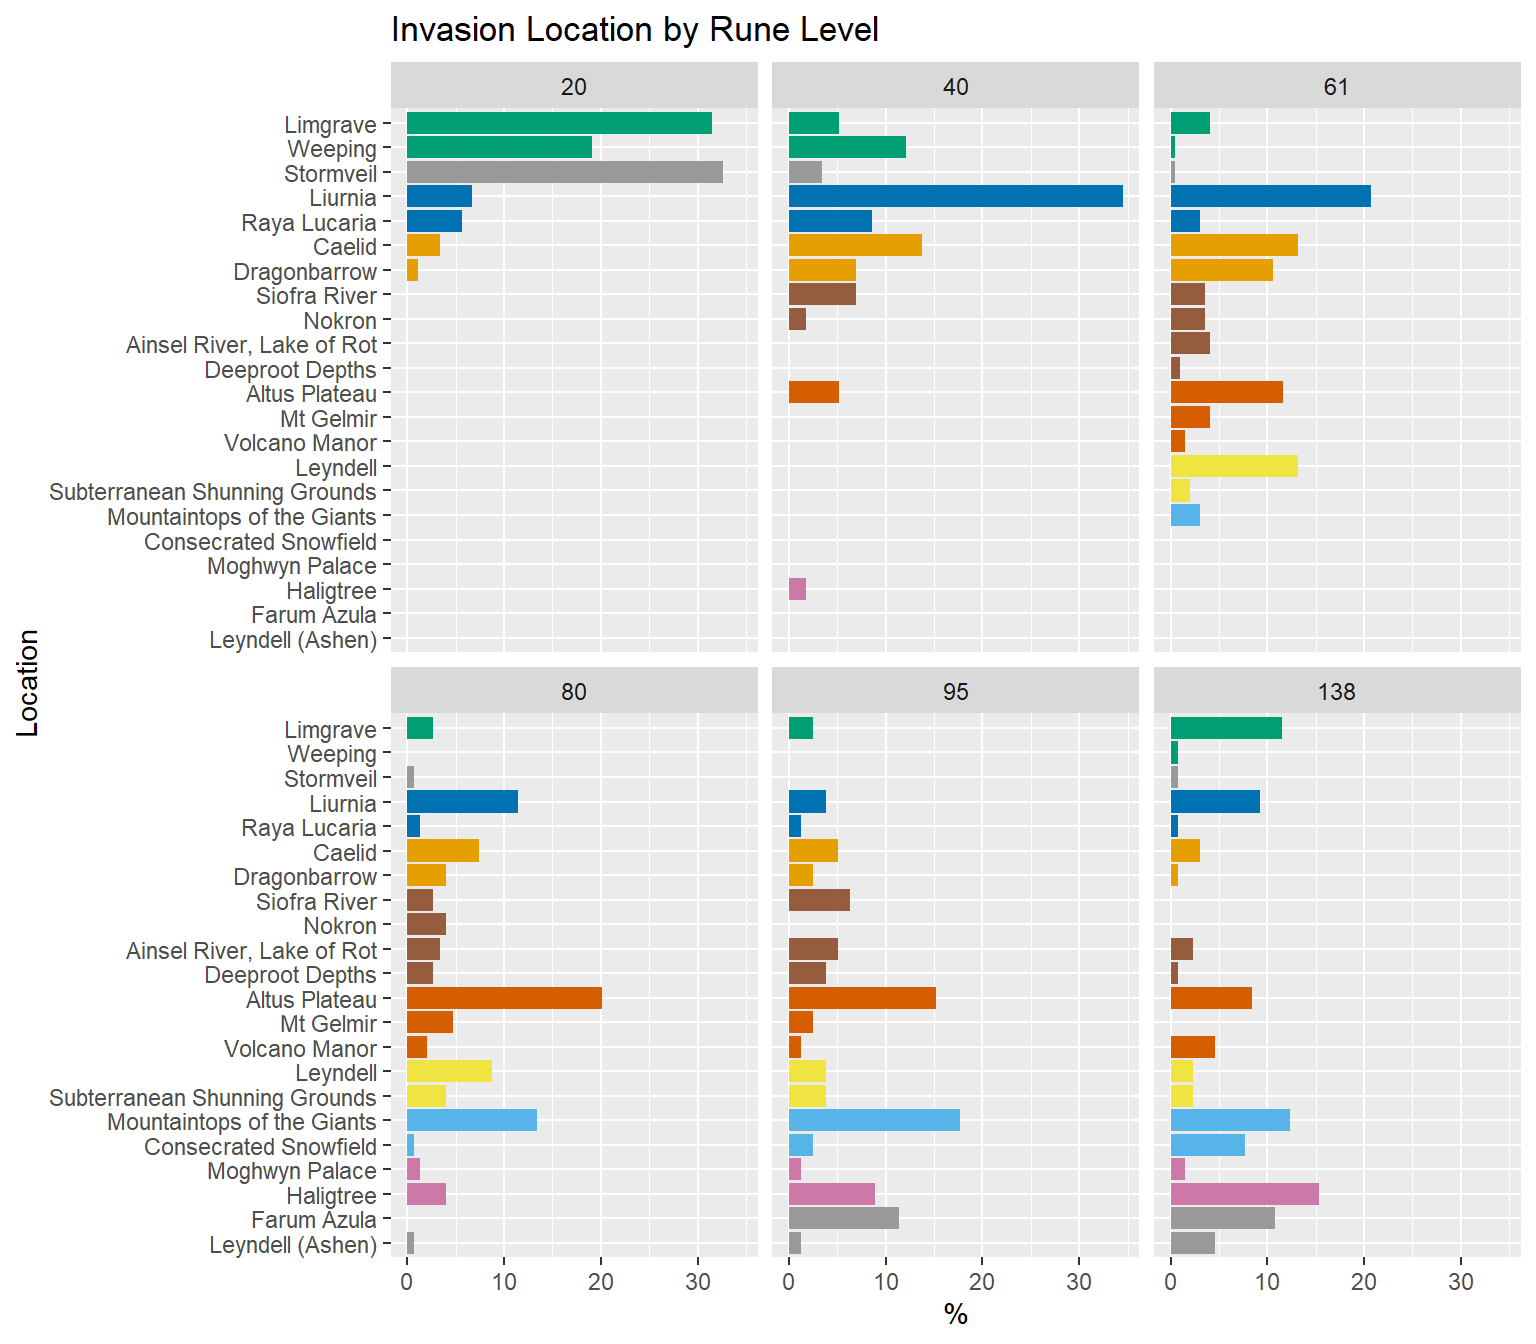 Invasion Location by Rune Level
20 40 61
Limgrave
Weeping
Stormveil
Liurnia
Raya Lucaria
Caelid
Dragonbarrow
Siofra River
Nokron
Ainsel River, Lake of Rot
Deeproot Depths
Altus Plateau
Mt Gelmir
Volcano Manor
Leyndell
Subterranean Shunning Grounds
Mountaintops of the Giants
Consecrated Snowfield
Moghwyn Palace
Haligtree
Farum Azula
Leyndell (Ashen)
Location
80 95 138
Limgrave
Weeping
Stormveil
Liurnia
Raya Lucaria
Caelid
Dragonbarrow
Siofra River
Nokron
Ainsel River, Lake of Rot
Deeproot Depths
Altus Plateau
Mt Gelmir
Volcano Manor
Leyndell
Subterranean Shunning Grounds
Mountaintops of the Giants
Consecrated Snowfield
Moghwyn Palace
Haligtree
Farum Azula
Leyndell (Ashen)
0 10 20 30 0 10 20 30 0 10 20 30
%